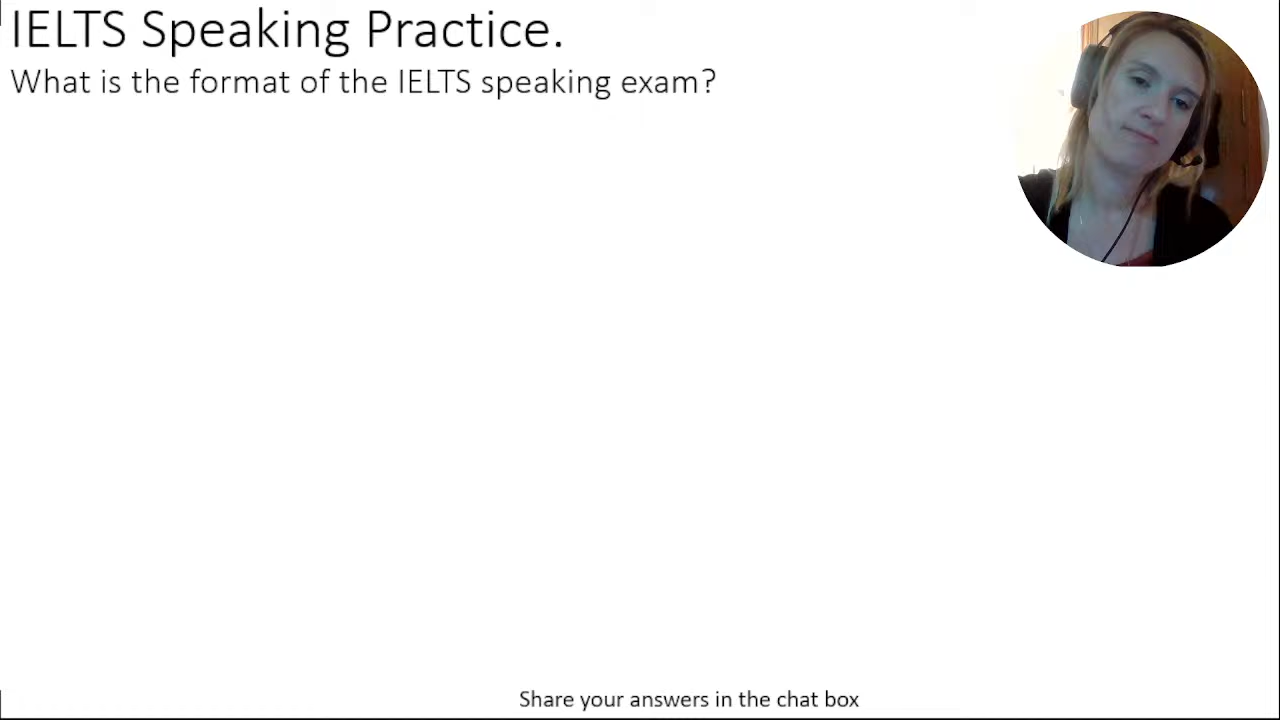 IELTS Speaking Practice.
What is the format of the IELTS speaking exam?
Share your answers in the chat box